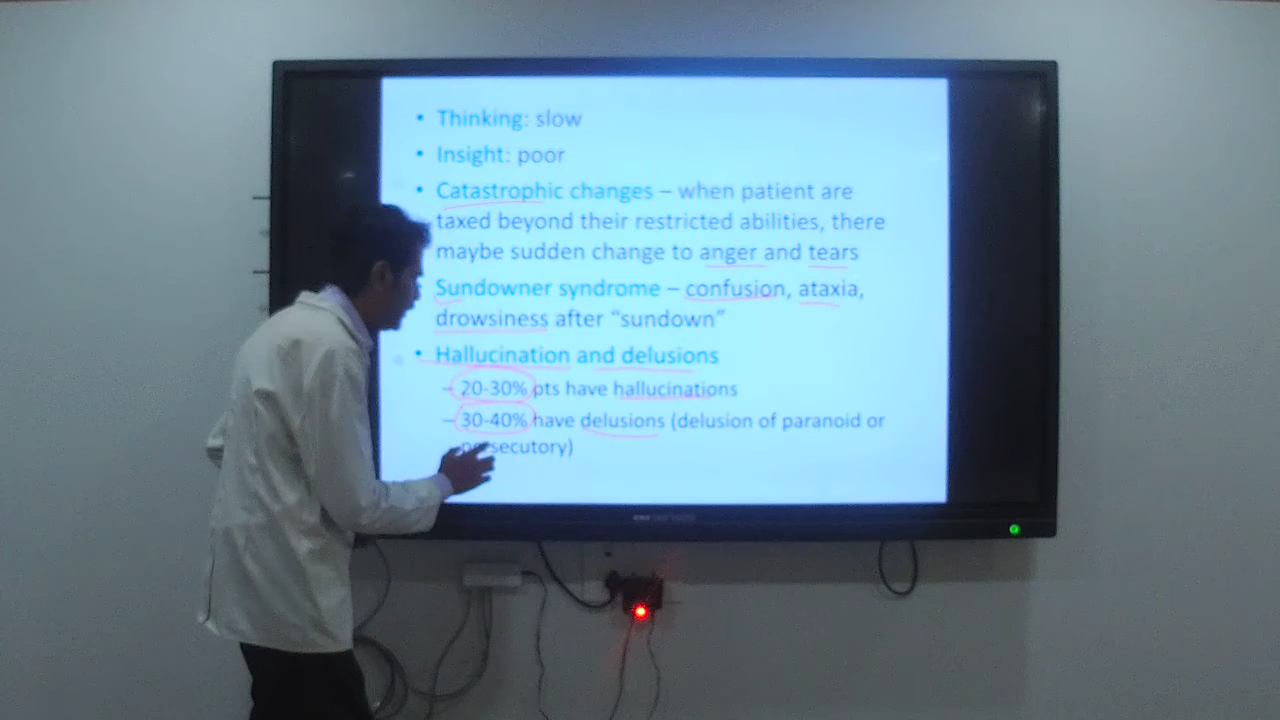 • Thinking: slow
• Insight: poor
• Catastrophic changes – when patient are
taxed beyond their restricted abilities, there
maybe sudden change to anger and tears
Sundowner syndrome – confusion, ataxia,
drowsiness after “sundown”
• Hallucination and delusions
– 20-30% pts have hallucinations
– 30-40% have delusions (delusion of paranoid or
persecutory)